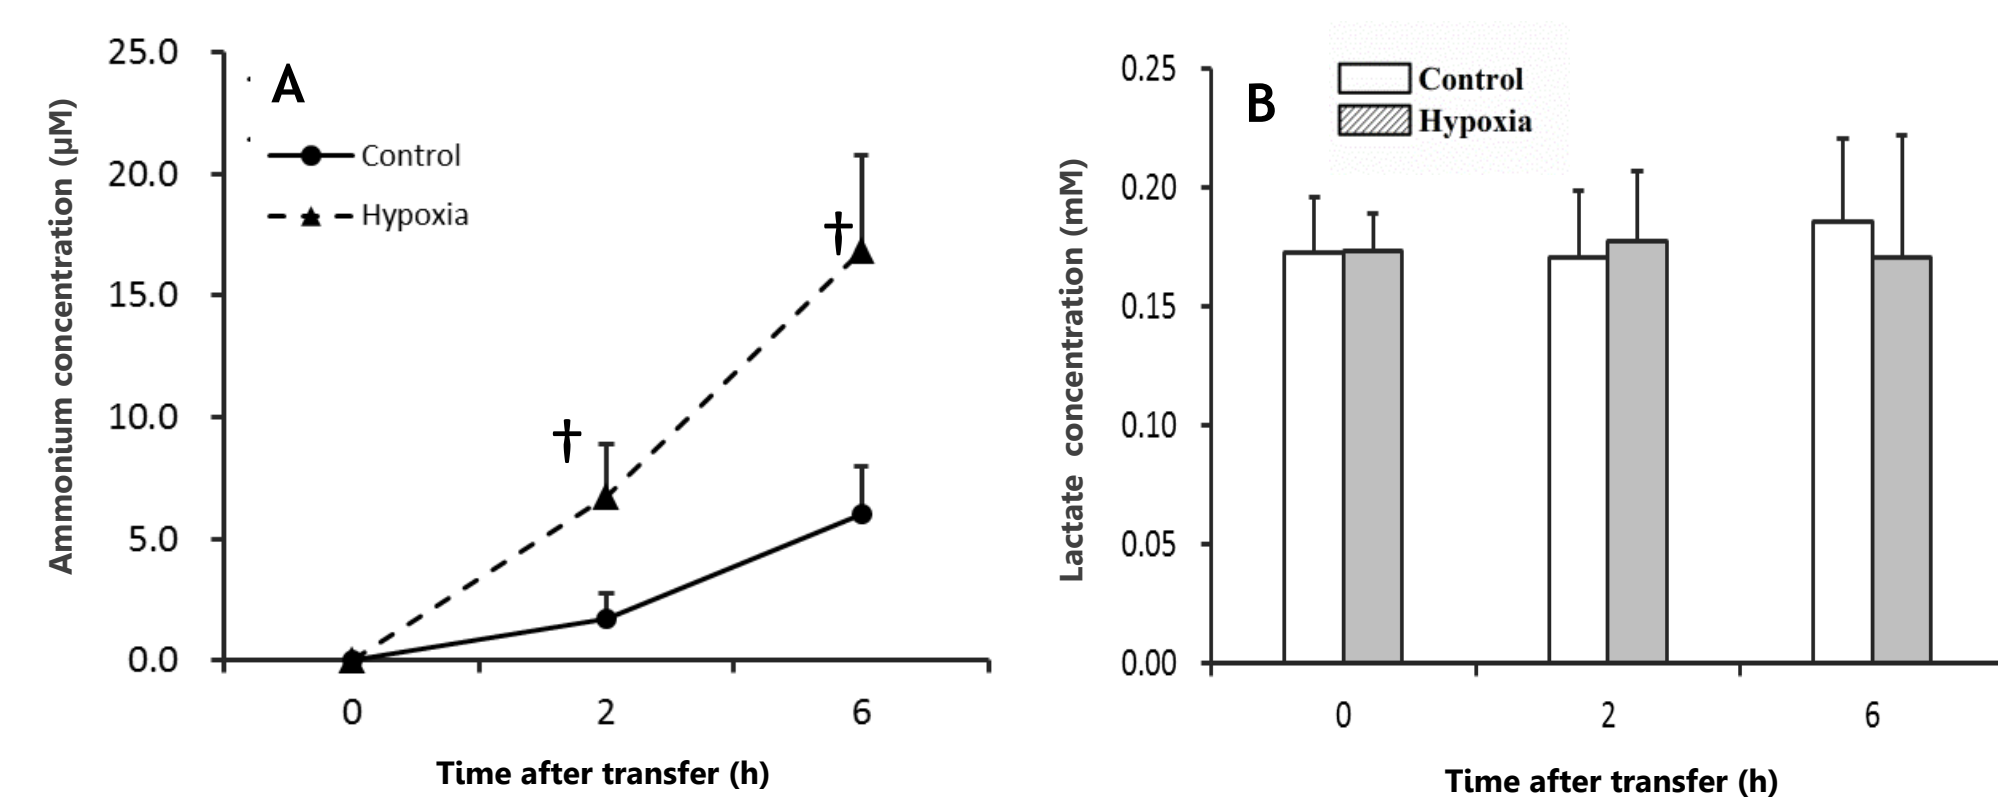 A
Control
Hypoxia
†
†
25.0
20.0
15.0
10.0
5.0
0.0
0 2 6
Ammonium concentration (µM)
Time after transfer (h)
B
Control
Hypoxia
0.25
0.20
0.15
0.10
0.05
0.00
0 2 6
Lactate concentration (mM)
Time after transfer (h)